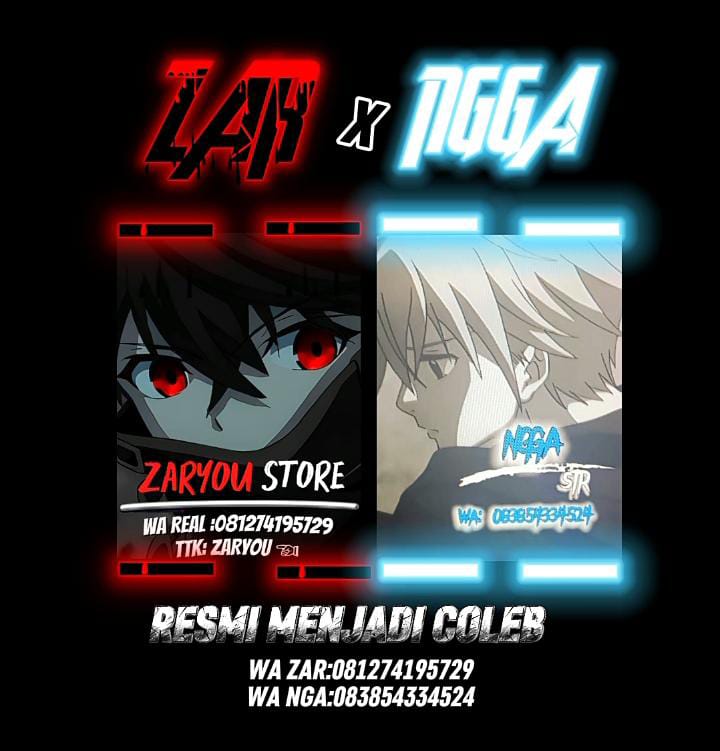 ZAR x NGGA
ZARYOU STORE
WA REAL :081274195729
TTK: ZARYOU
NGGA
STR
WA: 083854334524
RESMI MENJADI COLEB
WA ZAR:081274195729
WA NGA:083854334524